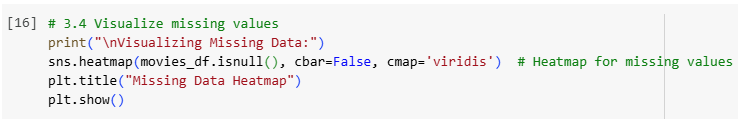 [16] # 3.4 Visualize missing values
print("\nVisualizing Missing Data:")
sns.heatmap(movies_df.isnull(), cbar=False, cmap='viridis')  # Heatmap for missing values
plt.title("Missing Data Heatmap")
plt.show()